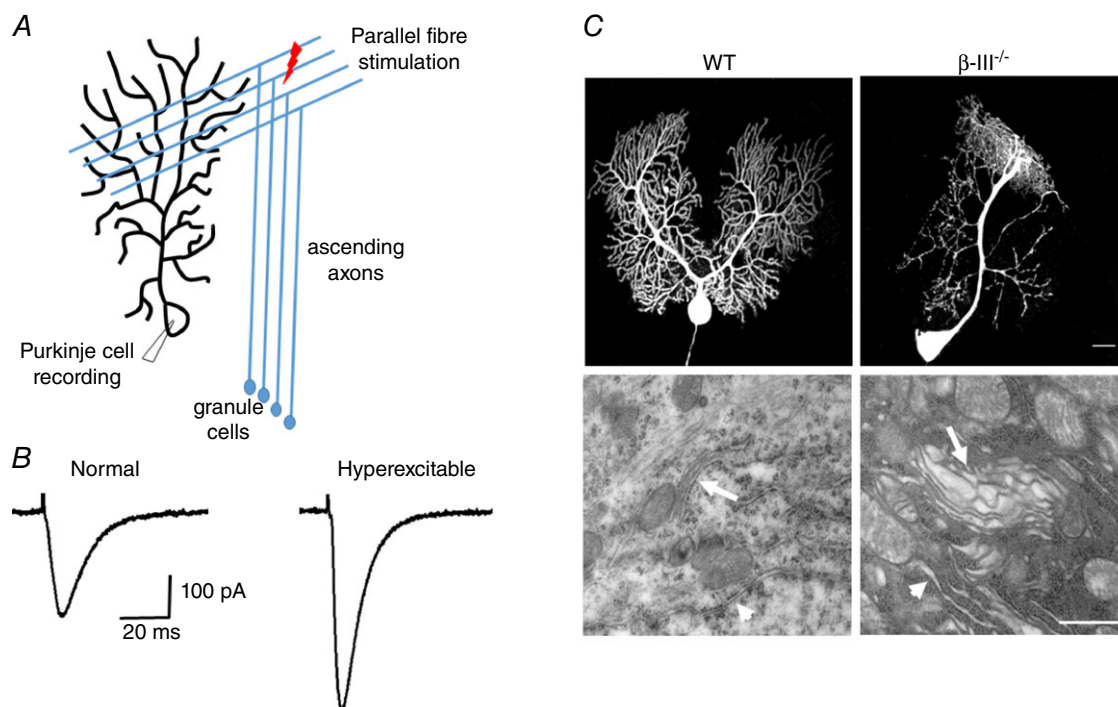 A
Parallel fibre
stimulation
ascending
axons
Purkinje cell
recording
granule
cells
B
Normal
Hyperexcitable
100 pA
20 ms
C
WT
β-III-/-